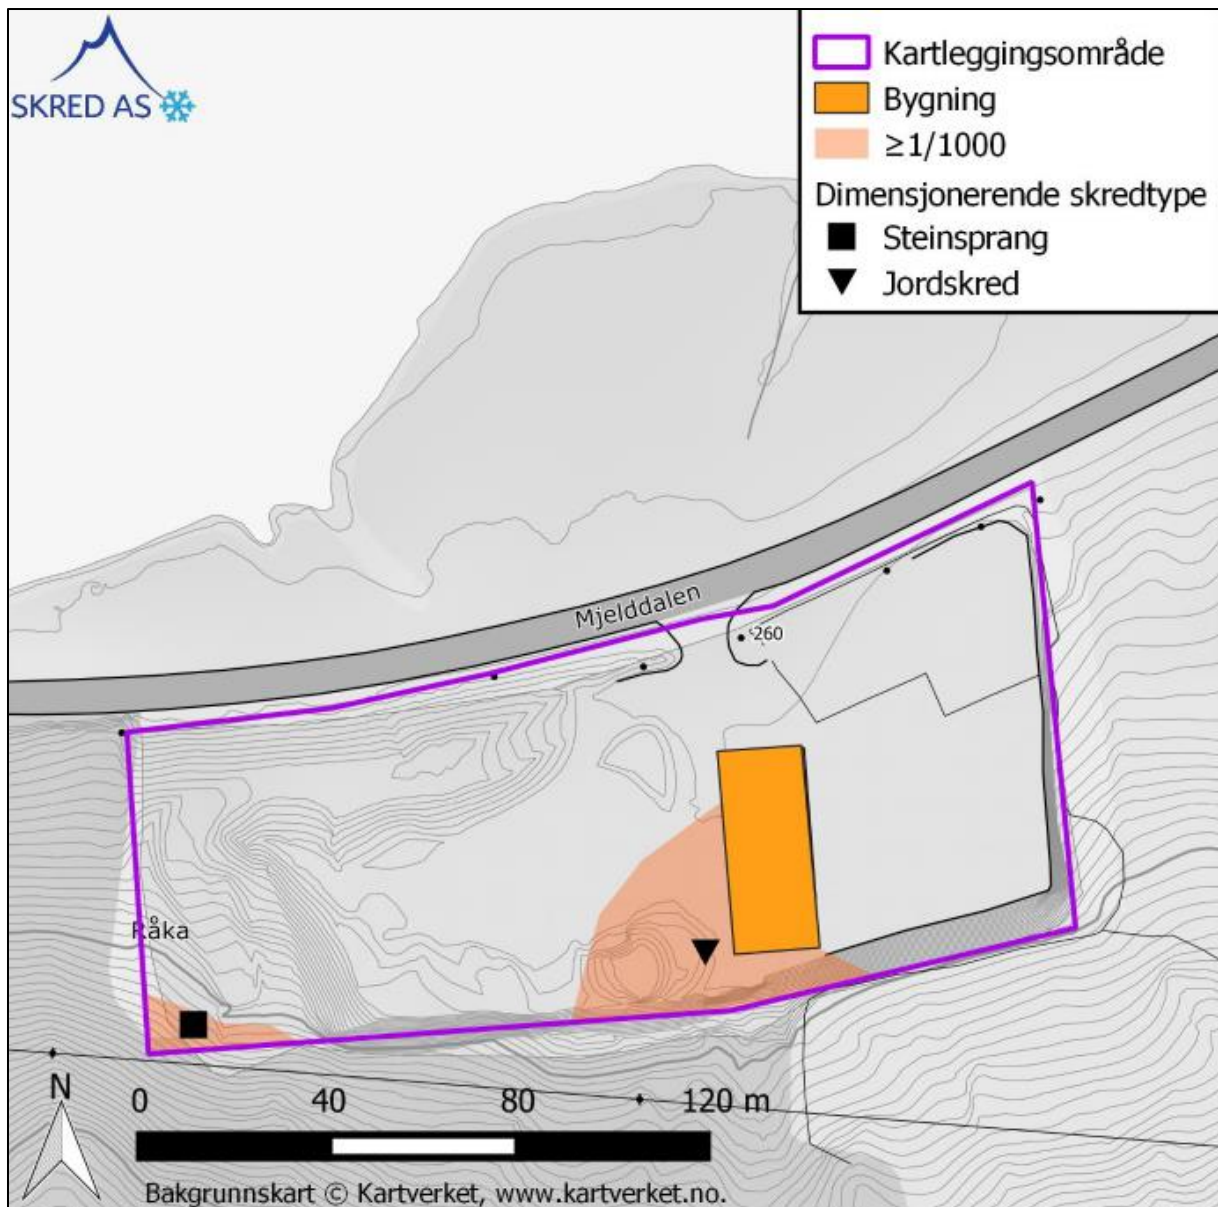 SKRED AS
Kartleggingsområde
Bygning
≥1/1000
Dimensjonerende skredtype
Steinsprang
Jordskred
Mjelddalen
260
Råka
N
0 40 80 120 m
Bakgrunnskart © Kartverket, www.kartverket.no.